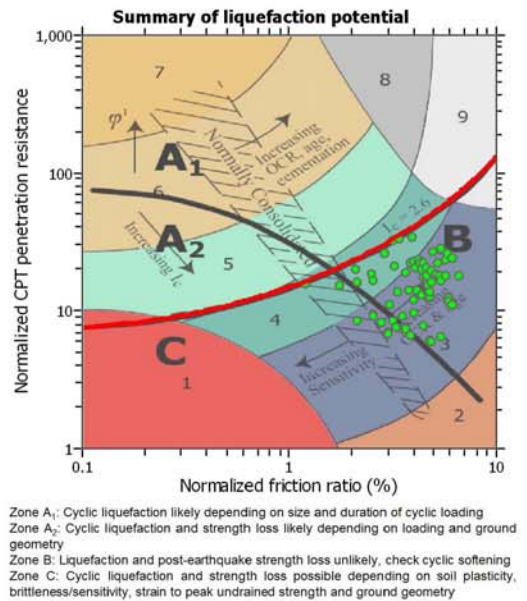 Summary of liquefaction potential
1,000
7
8
9
φ'
A1
Normally Consolidated
Increasing
OCR, age,
cementation
100
6
A2
Increasing Ic
5
Ic = 2.6
B
10
4
C
1
Increasing
Sensitivity
3
2
1
0.1
1
10
Normalized CPT penetration resistance
Normalized friction ratio (%)
Zone A1: Cyclic liquefaction likely depending on size and duration of cyclic loading
Zone A2: Cyclic liquefaction and strength loss likely depending on loading and ground
geometry
Zone B: Liquefaction and post-earthquake strength loss unlikely, check cyclic softening
Zone C: Cyclic liquefaction and strength loss possible depending on soil plasticity,
brittleness/sensitivity, strain to peak undrained strength and ground geometry